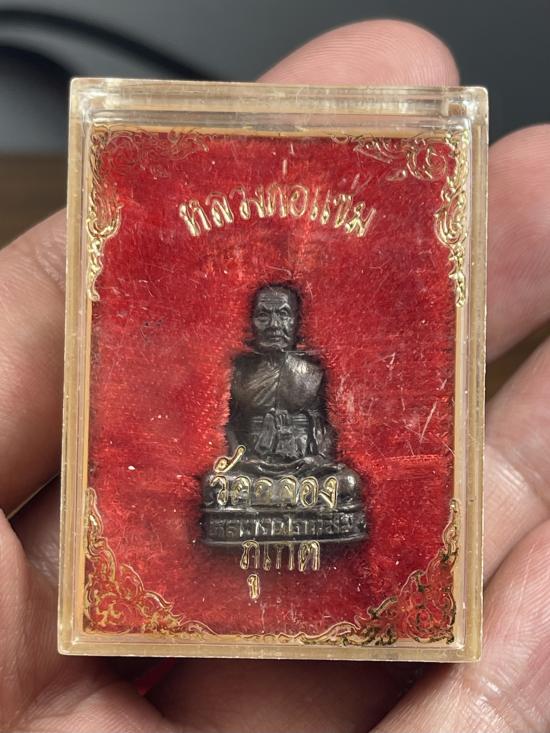 หลวงพ่อแช่ม
วัดฉลอง
ภูเก็ต